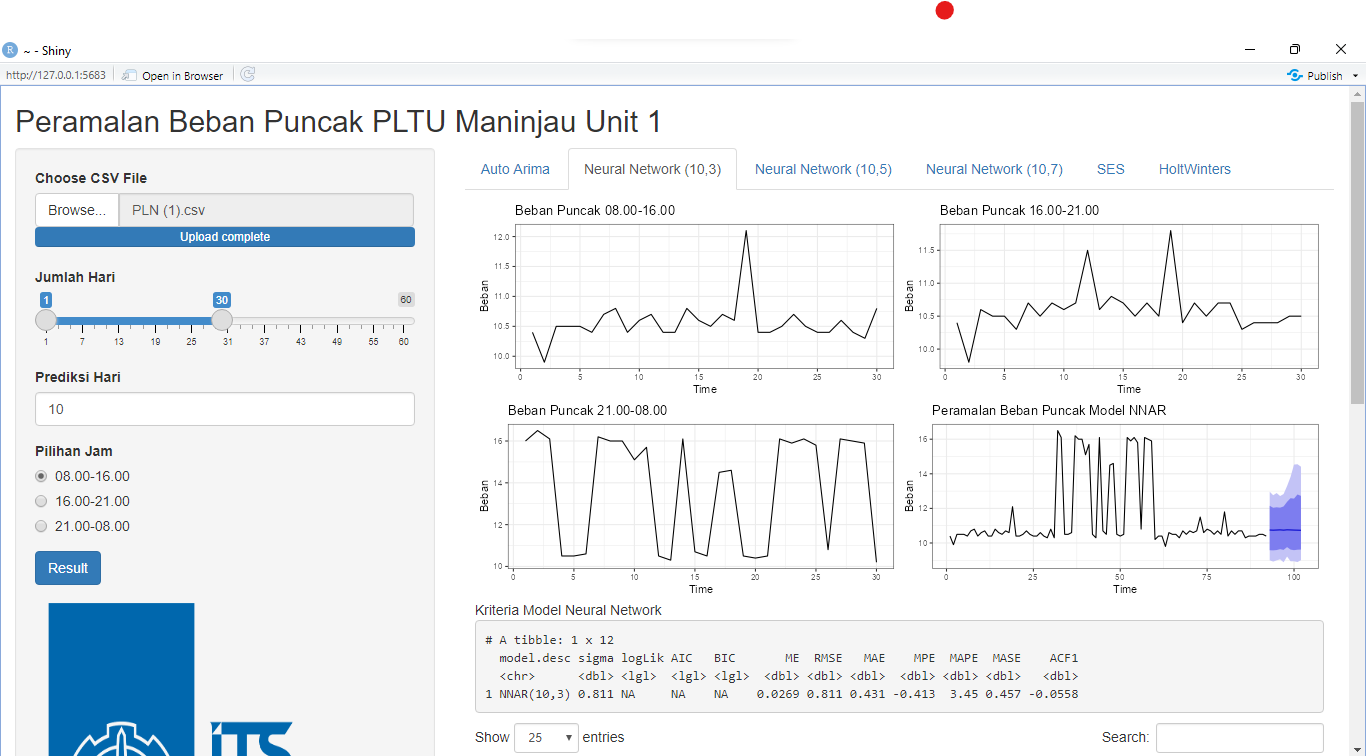 R ~ - Shiny
http://127.0.0.1:5683 Open in Browser Publish
Peramalan Beban Puncak PLTU Maninjau Unit 1
Choose CSV File
Browse... PLN (1).csv
Upload complete
Jumlah Hari
1 30 60
1 7 13 19 25 31 37 43 49 55 60
Prediksi Hari
10
Pilihan Jam
08.00-16.00
16.00-21.00
21.00-08.00
Result
iTS
Auto Arima Neural Network (10,3) Neural Network (10,5) Neural Network (10,7) SES HoltWinters
Beban Puncak 08.00-16.00
Beban
12.0
11.5
11.0
10.5
10.0
0 5 10 15 20 25 30
Time
Beban Puncak 16.00-21.00
Beban
11.5
11.0
10.5
10.0
0 5 10 15 20 25 30
Time
Beban Puncak 21.00-08.00
Beban
16
14
12
10
0 5 10 15 20 25 30
Time
Peramalan Beban Puncak Model NNAR
Beban
16
14
12
10
0 25 50 75 100
Time
Kriteria Model Neural Network
# A tibble: 1 x 12
model.desc sigma logLik AIC BIC ME RMSE MAE MPE MAPE MASE ACF1
<chr> <dbl> <lgl> <lgl> <lgl> <dbl> <dbl> <dbl> <dbl> <dbl> <dbl> <dbl>
1 NNAR(10,3) 0.811 NA NA NA 0.0269 0.811 0.431 -0.413 3.45 0.457 -0.0558
Show 25 entries Search: